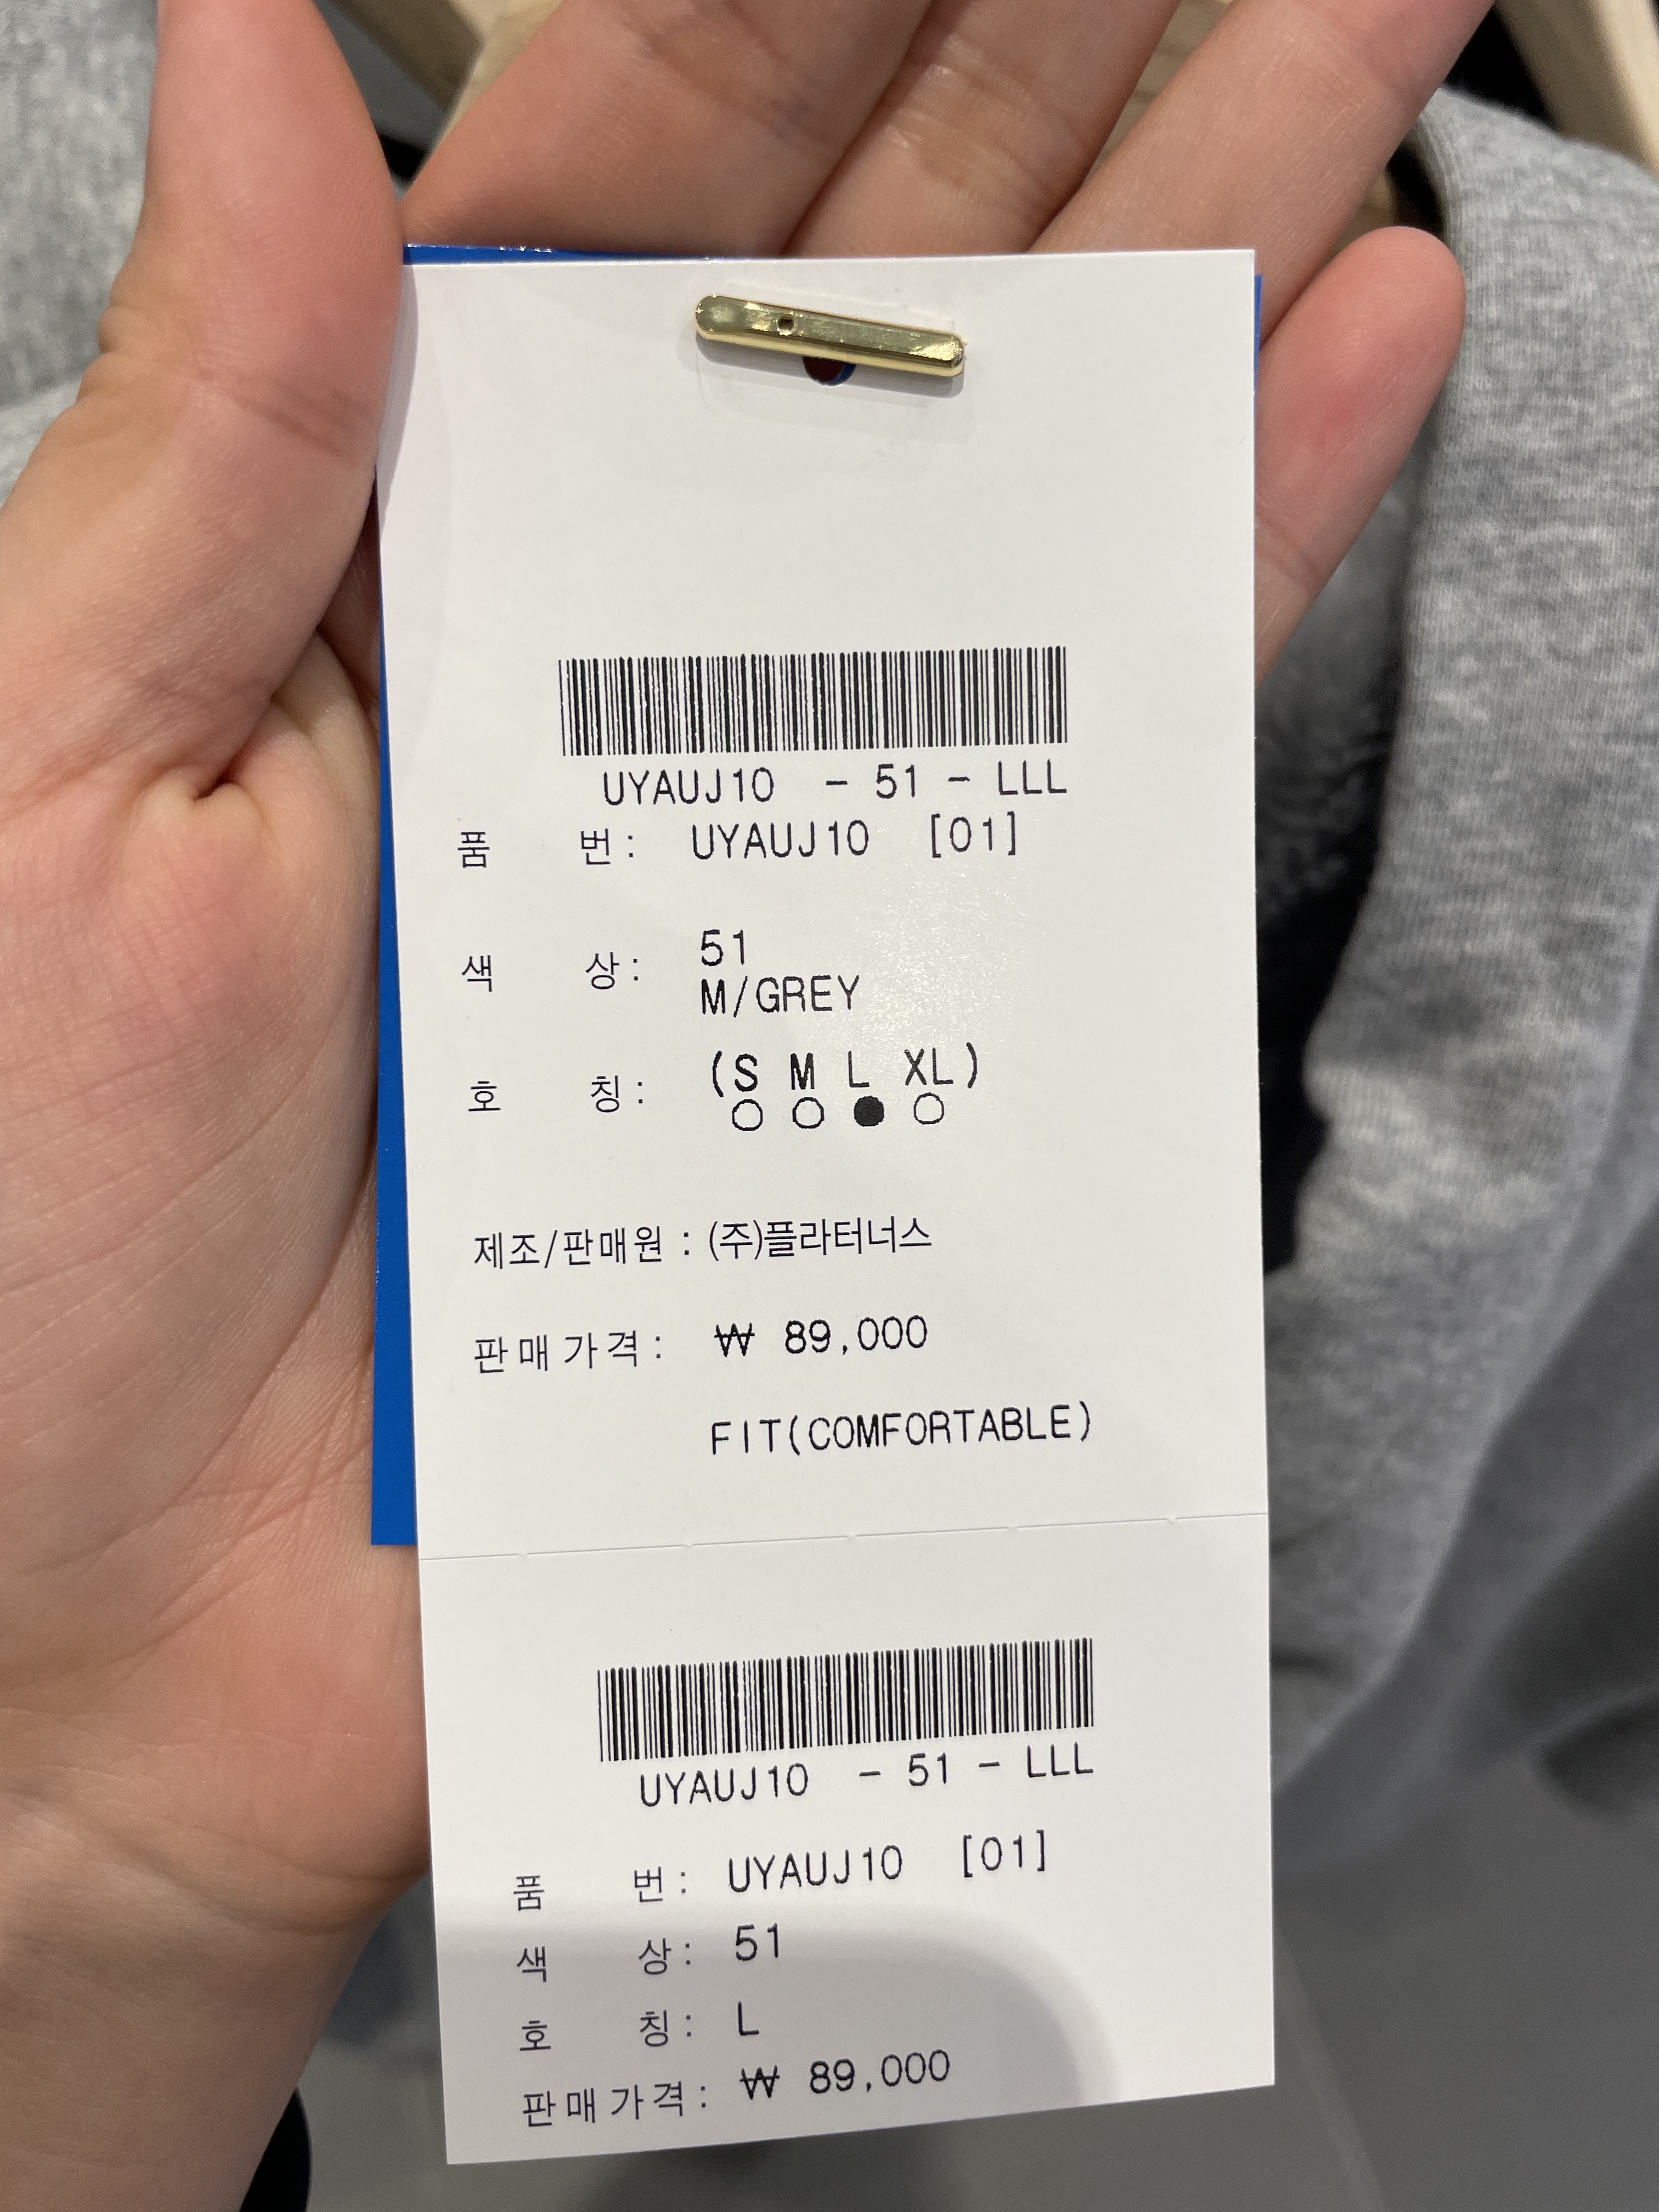 UYAUJ10 - 51 - LLL
품 번: UYAUJ10 [01]
색 상: 51
M/GREY
호 칭: (S M L XL)
제조/판매원 : (주)플라터너스
판매가격: ₩ 89,000
FIT(COMFORTABLE)
UYAUJ10 - 51 - LLL
품 번: UYAUJ10 [01]
색 상: 51
호 칭: L
판매가격: ₩ 89,000